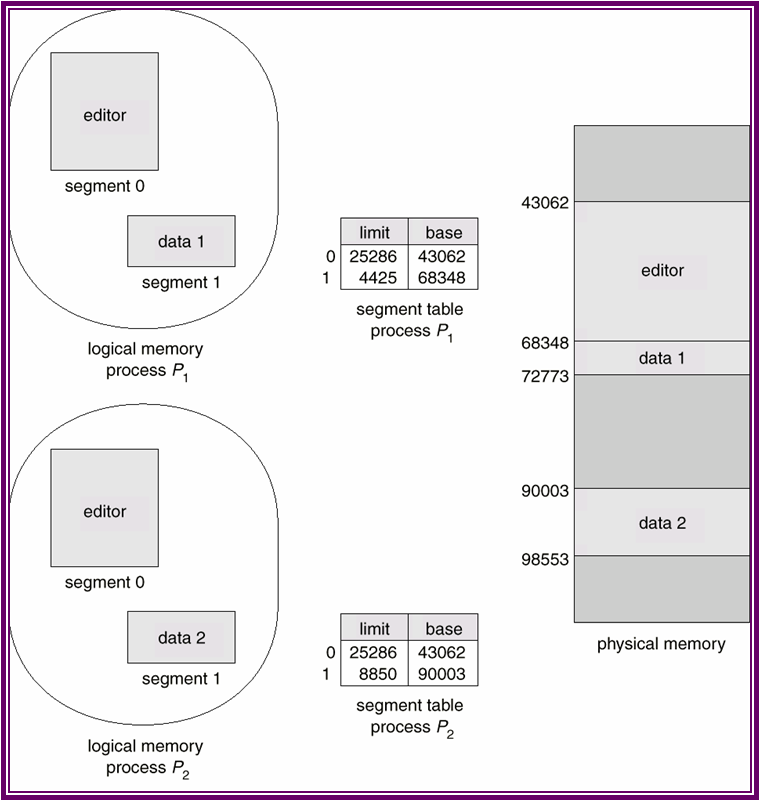 editor
segment 0
data 1
segment 1
logical memory
process P1
limit base
0 25286 43062
1 4425 68348
segment table
process P1
43062
editor
68348
data 1
72773
90003
data 2
98553
physical memory
editor
segment 0
data 2
segment 1
logical memory
process P2
limit base
0 25286 43062
1 8850 90003
segment table
process P2